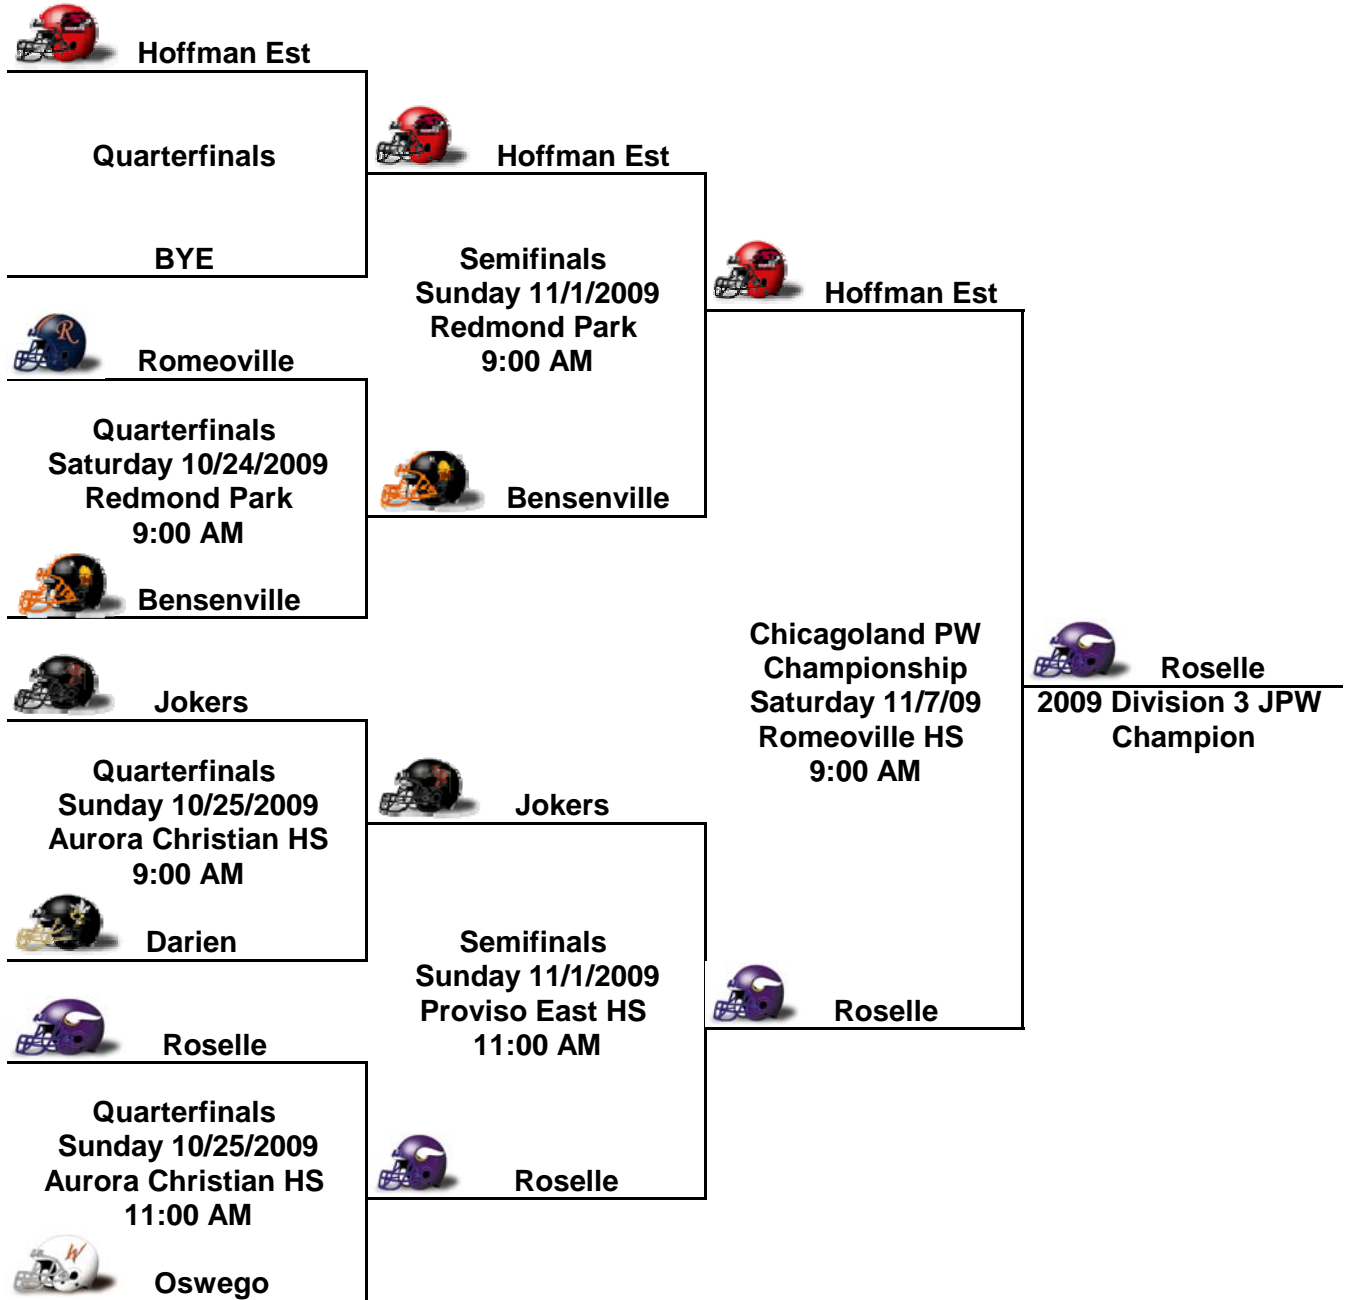 Hoffman Est
Quarterfinals
BYE
Romeoville
Quarterfinals
Saturday 10/24/2009
Redmond Park
9:00 AM
Bensenville
Jokers
Quarterfinals
Sunday 10/25/2009
Aurora Christian HS
9:00 AM
Darien
Roselle
Quarterfinals
Sunday 10/25/2009
Aurora Christian HS
11:00 AM
Oswego
Hoffman Est
Semifinals
Sunday 11/1/2009
Redmond Park
9:00 AM
Bensenville
Jokers
Semifinals
Sunday 11/1/2009
Proviso East HS
11:00 AM
Roselle
Hoffman Est
Chicagoland PW
Championship
Saturday 11/7/09
Romeoville HS
9:00 AM
Roselle
Roselle
2009 Division 3 JPW
Champion
R
W